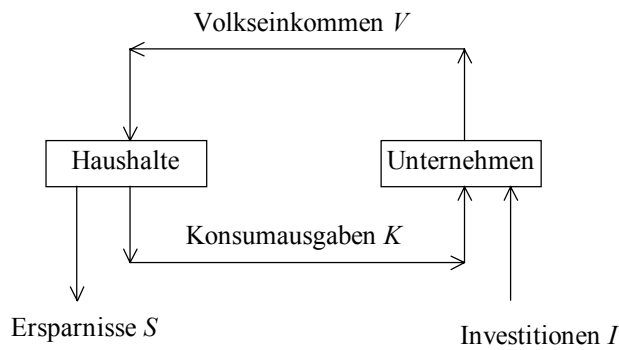 Volkseinkommen V
Haushalte
Unternehmen
Konsumausgaben K
Ersparnisse S
Investitionen I